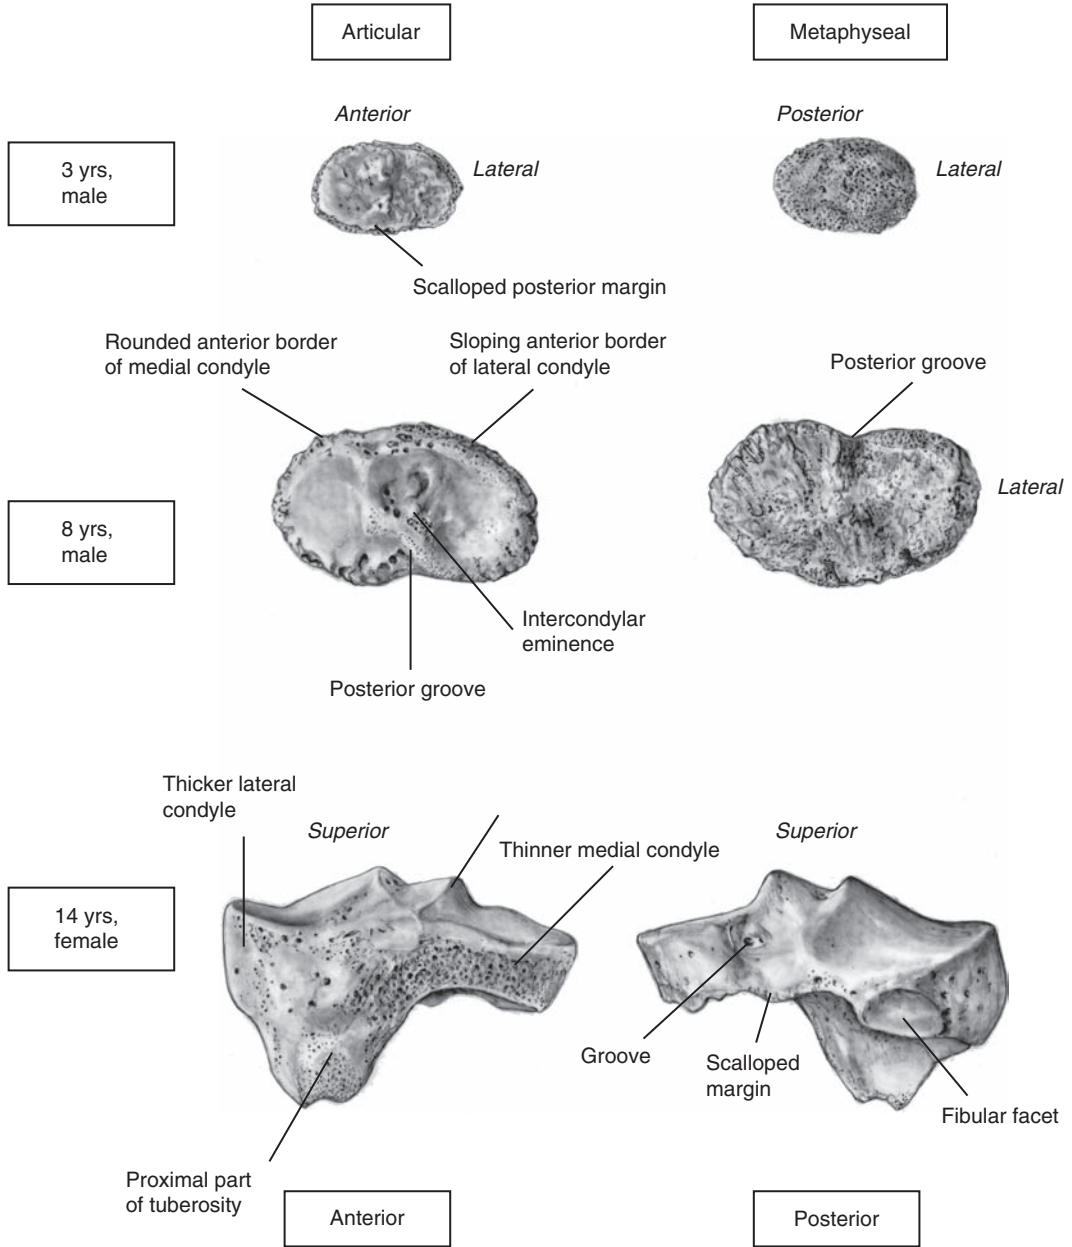 Articular
Metaphyseal
Anterior
Posterior
3 yrs,
male
Lateral
Lateral
Scalloped posterior margin
Rounded anterior border
of medial condyle
Sloping anterior border
of lateral condyle
Posterior groove
8 yrs,
male
Lateral
Intercondylar
eminence
Posterior groove
Thicker lateral
condyle
Superior
Superior
Thinner medial condyle
14 yrs,
female
Groove
Scalloped
margin
Fibular facet
Proximal part
of tuberosity
Anterior
Posterior